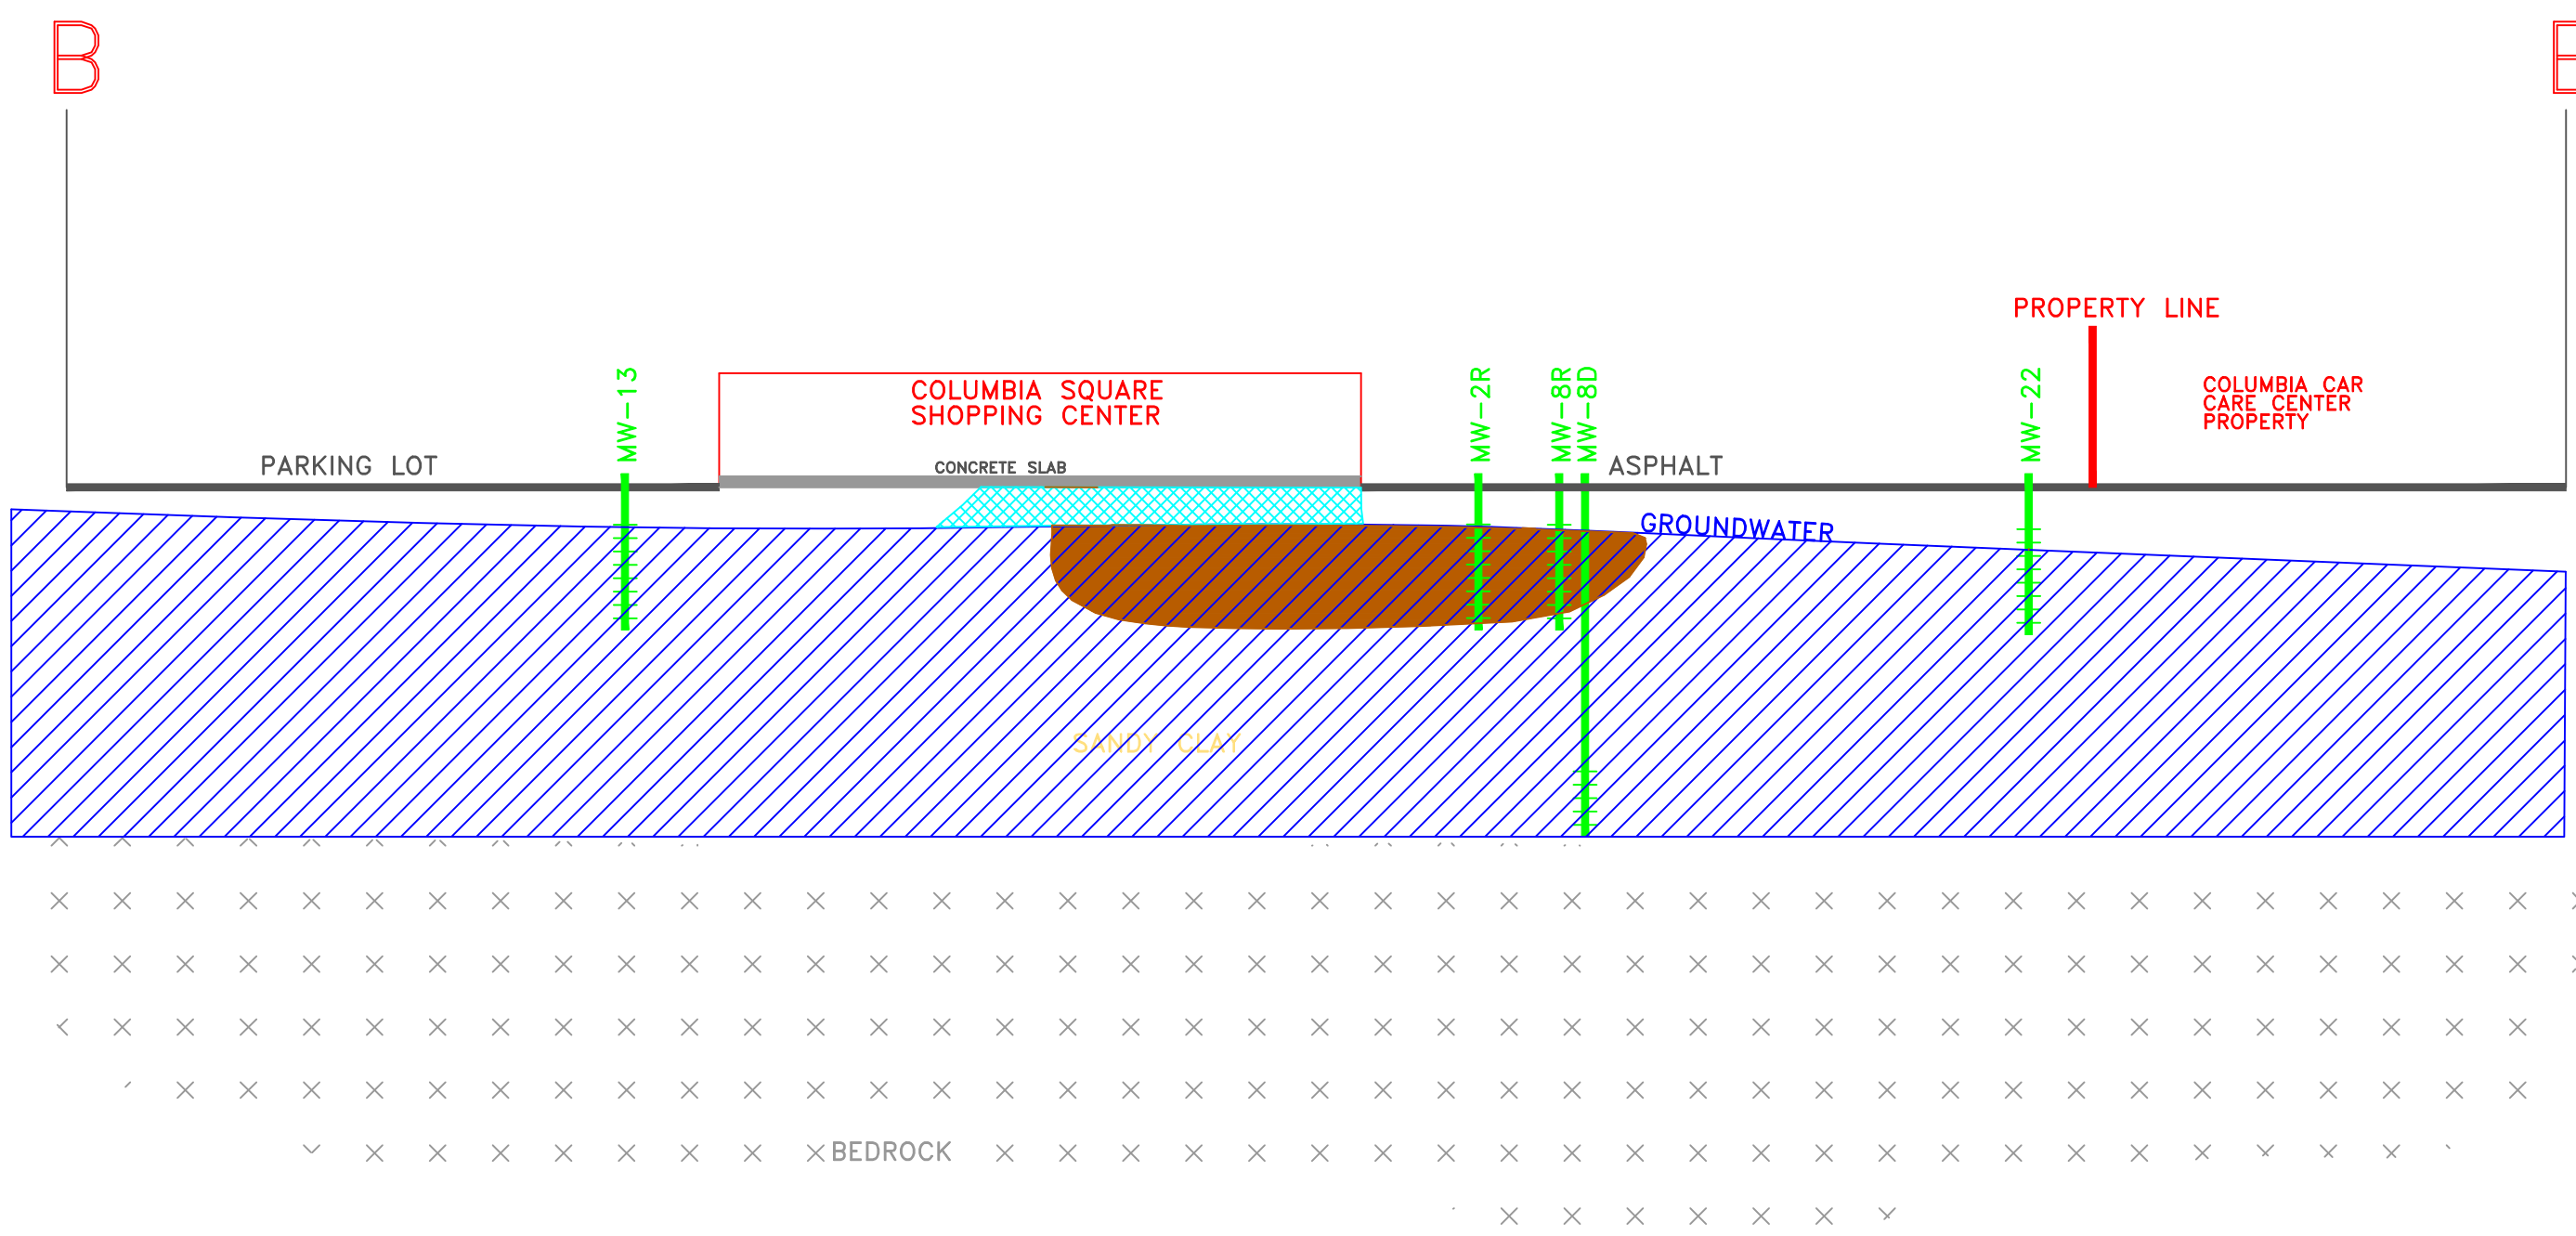 B
PROPERTY LINE
MW-13
COLUMBIA SQUARE
SHOPPING CENTER
MW-2R
MW-8R
MW-8D
MW-22
COLUMBIA CAR
CARE CENTER
PROPERTY
PARKING LOT
CONCRETE SLAB
ASPHALT
GROUNDWATER
SANDY CLAY
BEDROCK